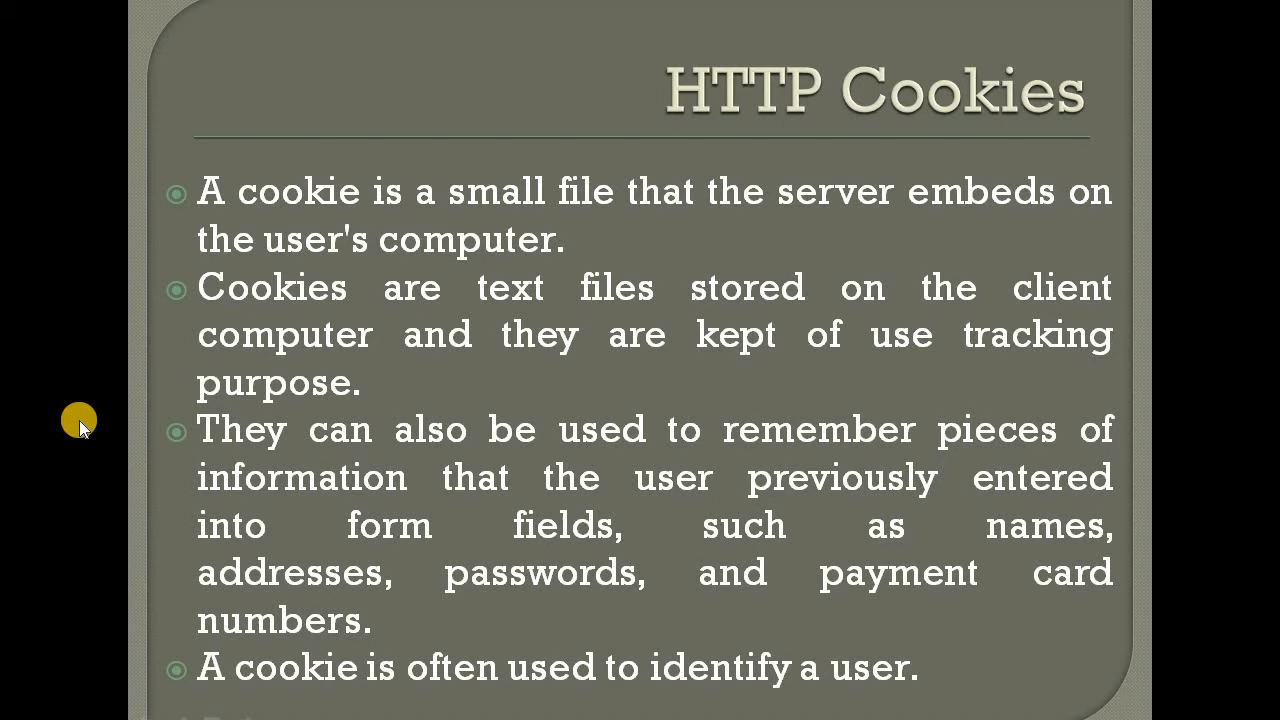 HTTP Cookies
A cookie is a small file that the server embeds on
the user's computer.
Cookies are text files stored on the client
computer and they are kept of use tracking
purpose.
They can also be used to remember pieces of
information that the user previously entered
into form fields, such as names,
addresses, passwords, and payment card
numbers.
A cookie is often used to identify a user.